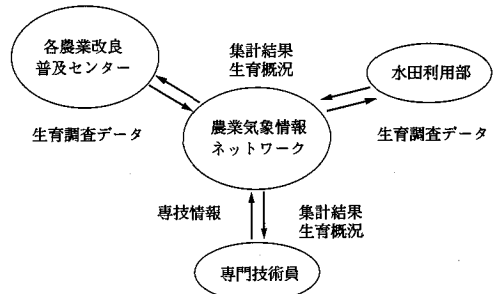 各農業改良
普及センター
集計結果
生育概況
水田利用部
生育調査データ
農業気象情報
ネットワーク
生育調査データ
専技情報
集計結果
生育概況
専門技術員